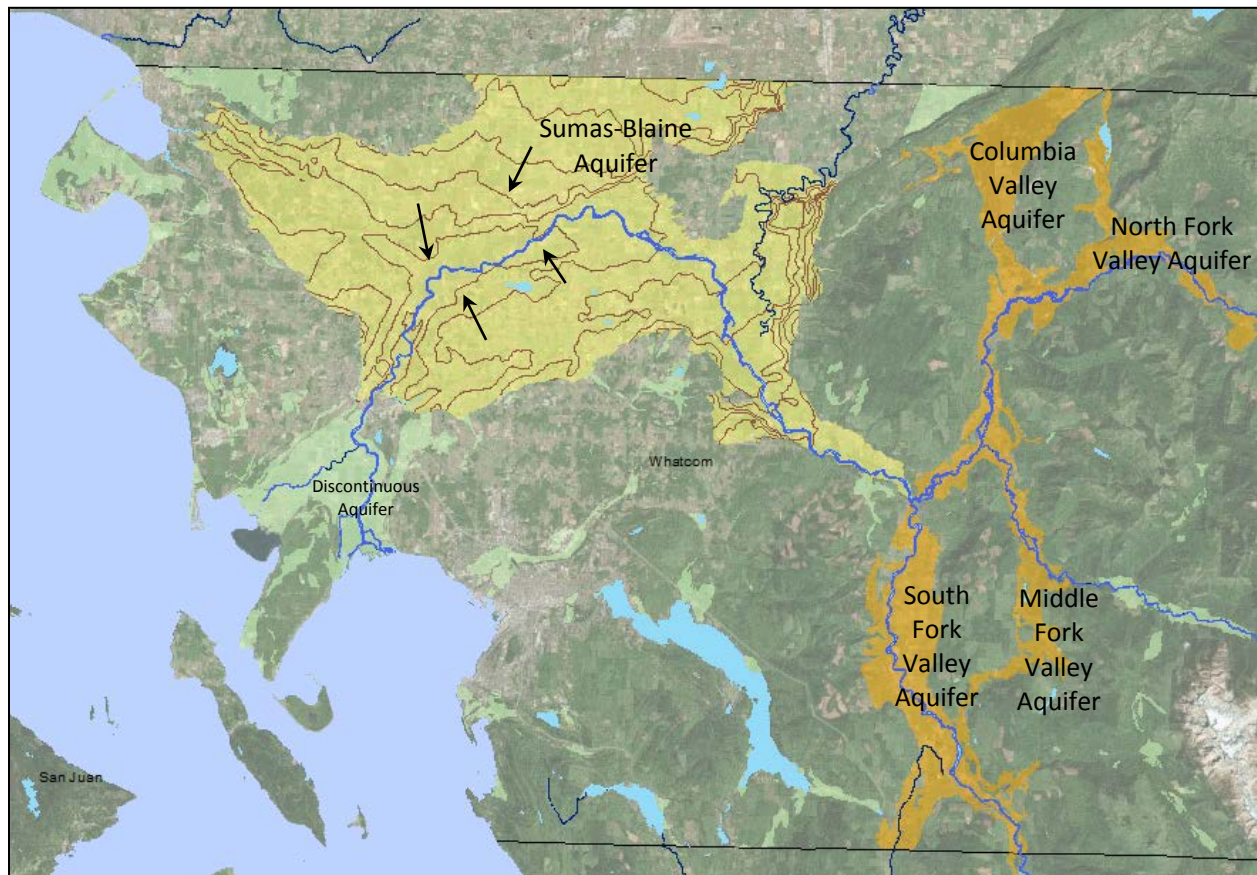 Sumas-Blaine
Aquifer
Columbia
Valley
Aquifer
North Fork
Valley Aquifer
Whatcom
Discontinuous
Aquifer
South
Fork
Valley
Aquifer
Middle
Fork
Valley
Aquifer
San Juan